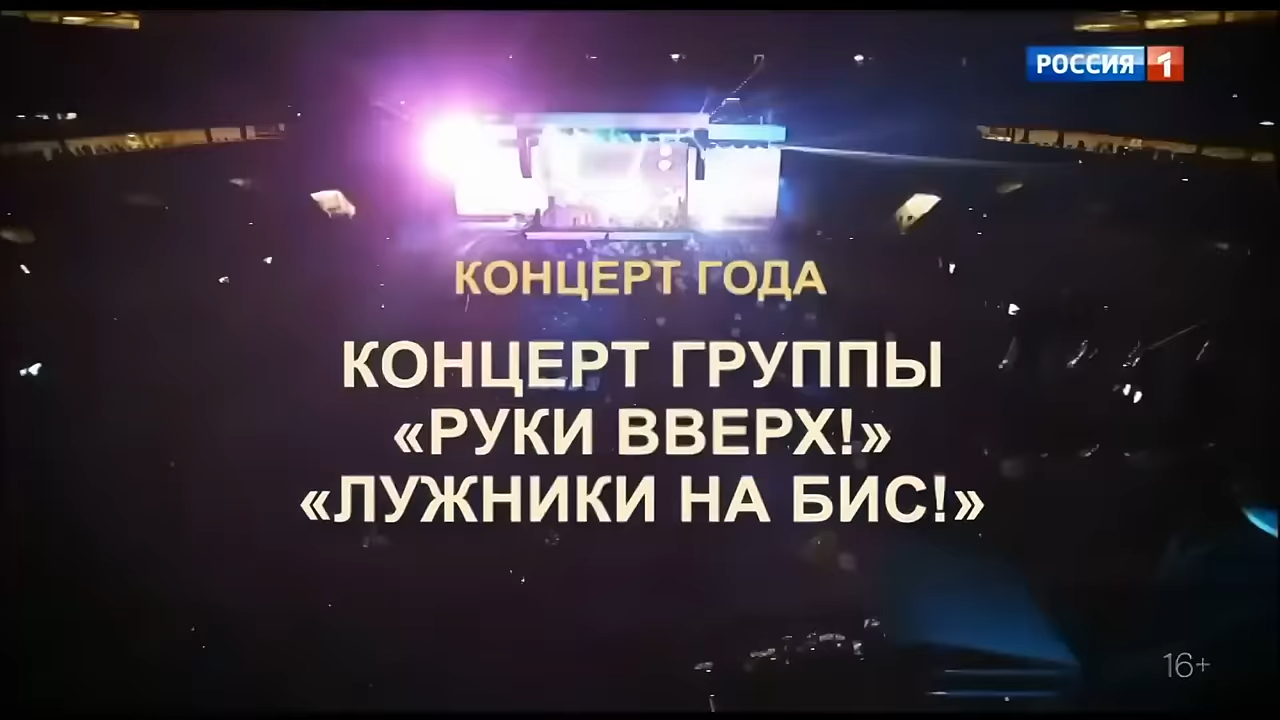 РОССИЯ 1
КОНЦЕРТ ГОДА
КОНЦЕРТ ГРУППЫ
«РУКИ ВВЕРХ!»
«ЛУЖНИКИ НА БИС!»
16+